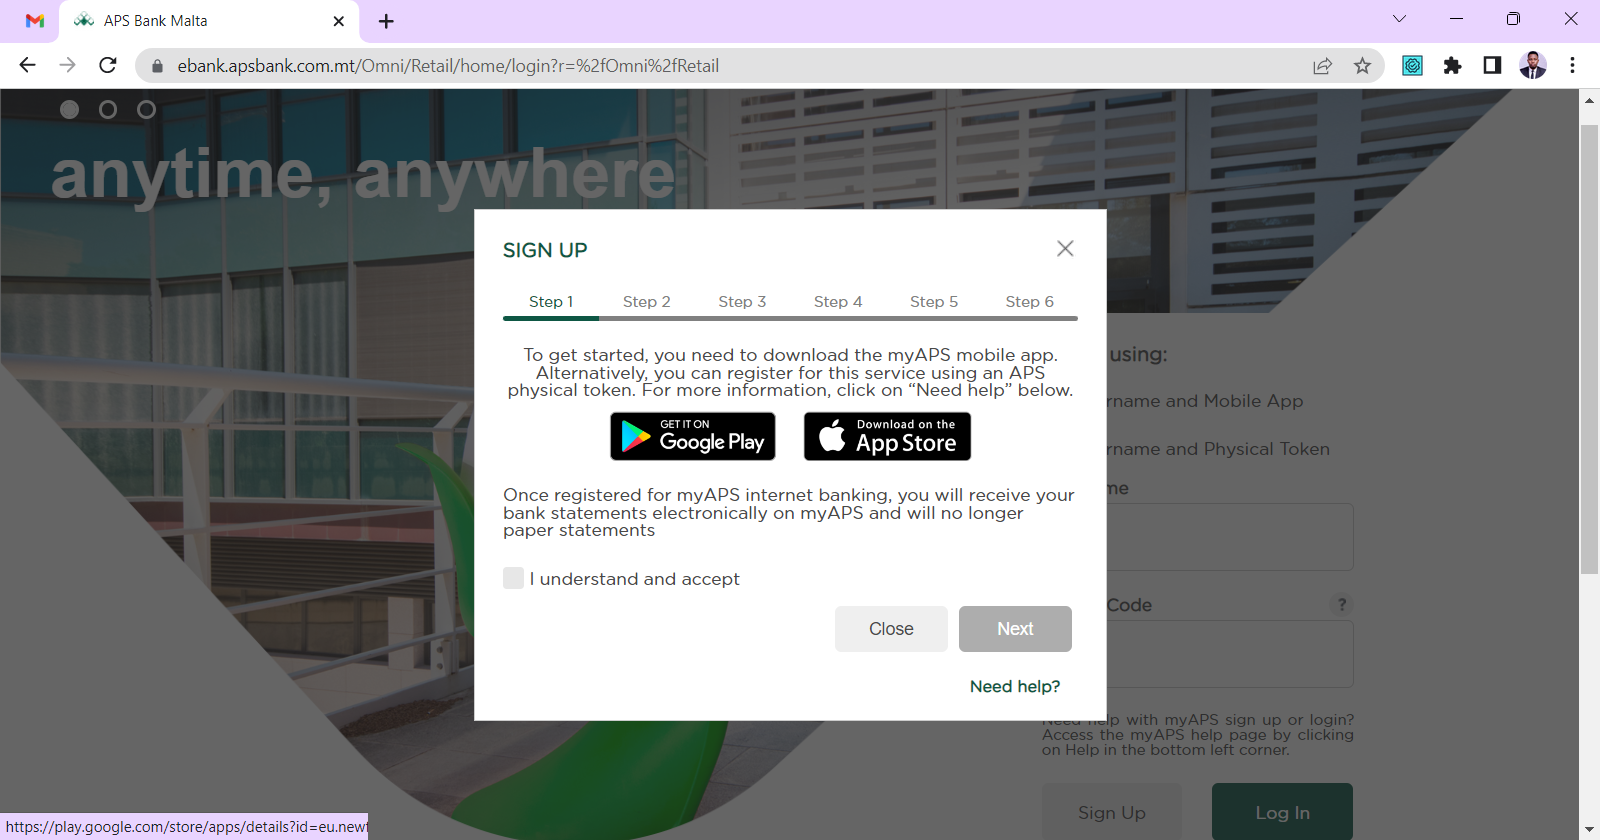 APS Bank Malta
ebank.apsbank.com.mt/Omni/Retail/home/login?r=%2fOmni%2fRetail
anytime, anywhere
SIGN UP
Step 1 Step 2 Step 3 Step 4 Step 5 Step 6
To get started, you need to download the myAPS mobile app.
Alternatively, you can register for this service using an APS
physical token. For more information, click on “Need help” below.
GET IT ON
Google Play
Download on the
App Store
Once registered for myAPS internet banking, you will receive your
bank statements electronically on myAPS and will no longer
paper statements
I understand and accept
Close Next
Need help?
using:
rname and Mobile App
rname and Physical Token
me
Code ?
Need help with myAPS sign up or login?
Access the myAPS help page by clicking
on Help in the bottom left corner.
Sign Up Log In
https://play.google.com/store/apps/details?id=eu.newf